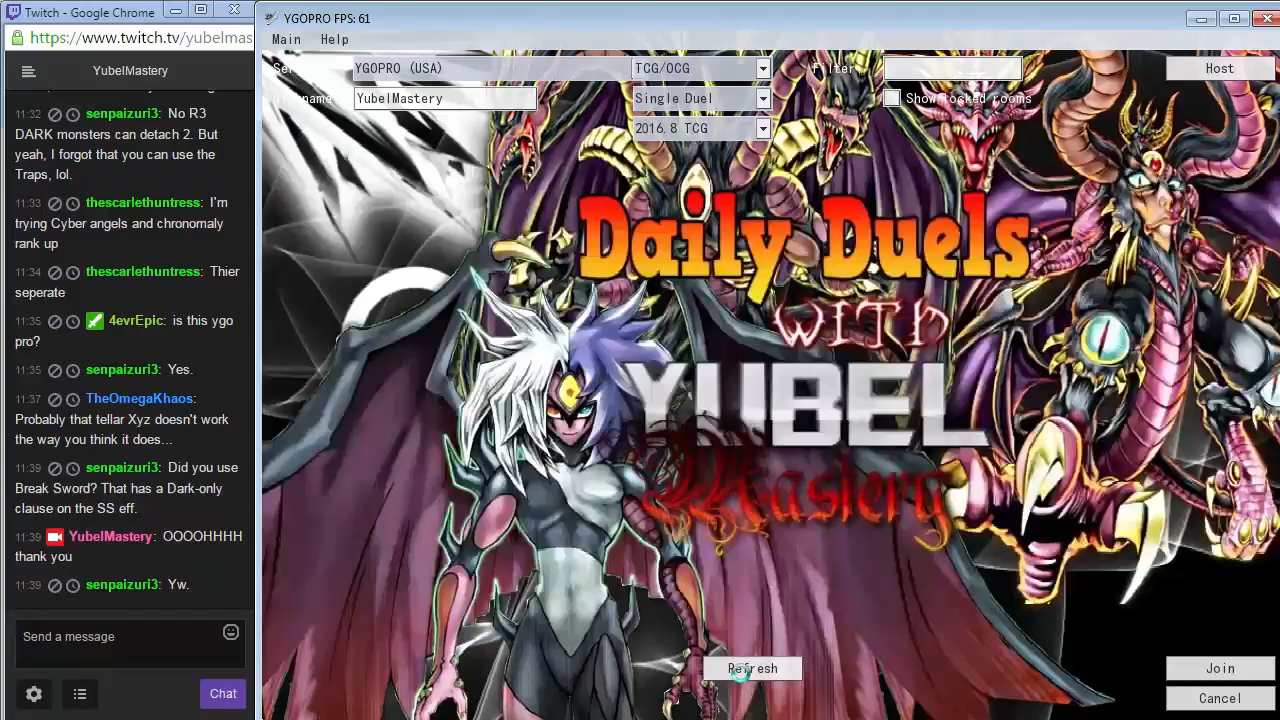 Twitch - Google Chrome
https://www.twitch.tv/yubelmas
YubelMastery
11:32 senpaizuri3: No R3
DARK monsters can detach 2. But
yeah, I forgot that you can use the
Traps, lol.
11:33 thescarlethuntress: I'm
trying Cyber angels and chronomaly
rank up
11:34 thescarlethuntress: Thier
seperate
11:35 4evrEpic: is this ygo
pro?
11:35 senpaizuri3: Yes.
11:37 TheOmegaKhaos:
Probably that tellar Xyz doesn't work
the way you think it does...
11:39 senpaizuri3: Did you use
Break Sword? That has a Dark-only
clause on the SS eff.
11:39 YubelMastery: OOOOHHHH
thank you
11:39 senpaizuri3: Yw.
Send a message
Chat
YGOPRO FPS: 61
Main Help
YGOPRO (USA) TCG/OCG Filter Host
YubelMastery Single Duel Show locked rooms
2016.8 TCG
Daily Duels
WITH
YUBEL
Mastery
Refresh
Join
Cancel